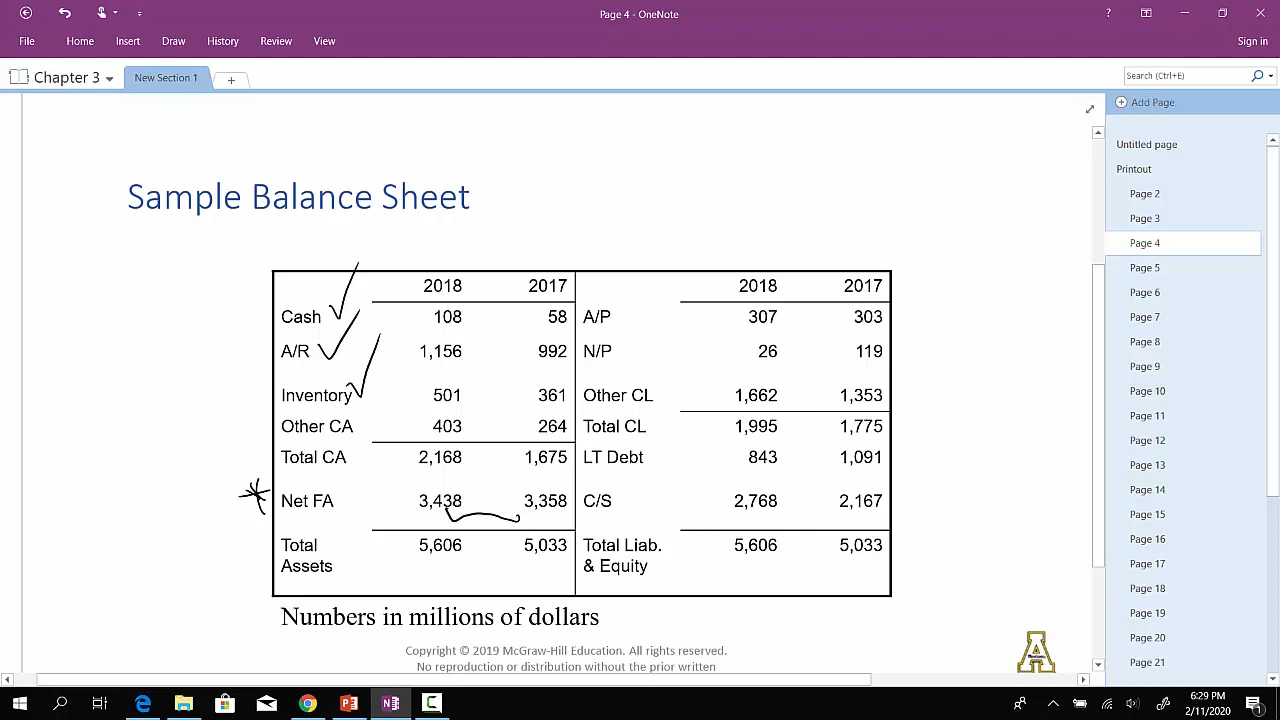 Page 4 - OneNote
?
File Home Insert Draw History Review View
Sign in
Chapter 3
New Section 1
+
Search (Ctrl+E)
Add Page
Sample Balance Sheet
2018 2017 2018 2017
Cash 108 58 A/P 307 303
A/R 1,156 992 N/P 26 119
Inventory 501 361 Other CL 1,662 1,353
Other CA 403 264 Total CL 1,995 1,775
Total CA 2,168 1,675 LT Debt 843 1,091
Net FA 3,438 3,358 C/S 2,768 2,167
Total 5,606 5,033 Total Liab. 5,606 5,033
Assets & Equity
Numbers in millions of dollars
Copyright © 2019 McGraw-Hill Education. All rights reserved.
No reproduction or distribution without the prior written
A
Untitled page
Printout
Page 2
Page 3
Page 4
Page 5
Page 6
Page 7
Page 8
Page 9
Page 10
Page 11
Page 12
Page 13
Page 14
Page 15
Page 16
Page 17
Page 18
Page 19
Page 20
Page 21
6:29 PM
2/11/2020